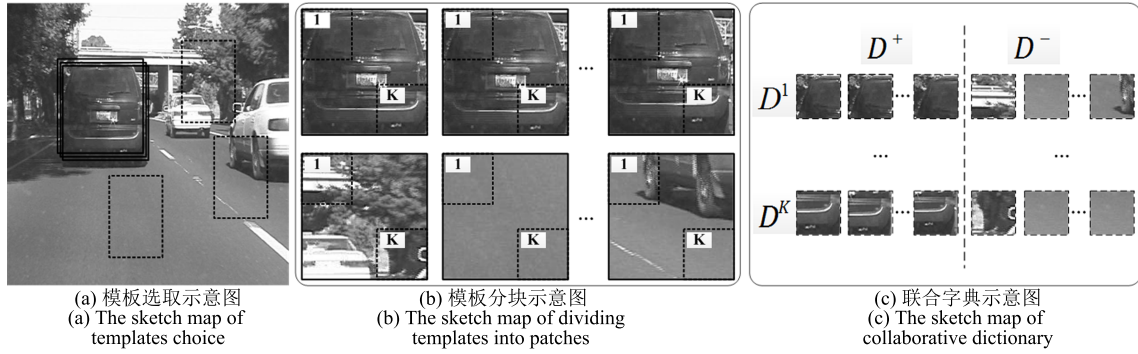 1
K
1
K
...
1
K
1
K
1
K
...
1
K
D⁺
D⁻
D¹
...
...
...
...
Dᴷ
...
...
(a) 模板选取示意图
(a) The sketch map of
templates choice
(b) 模板分块示意图
(b) The sketch map of dividing
templates into patches
(c) 联合字典示意图
(c) The sketch map of
collaborative dictionary